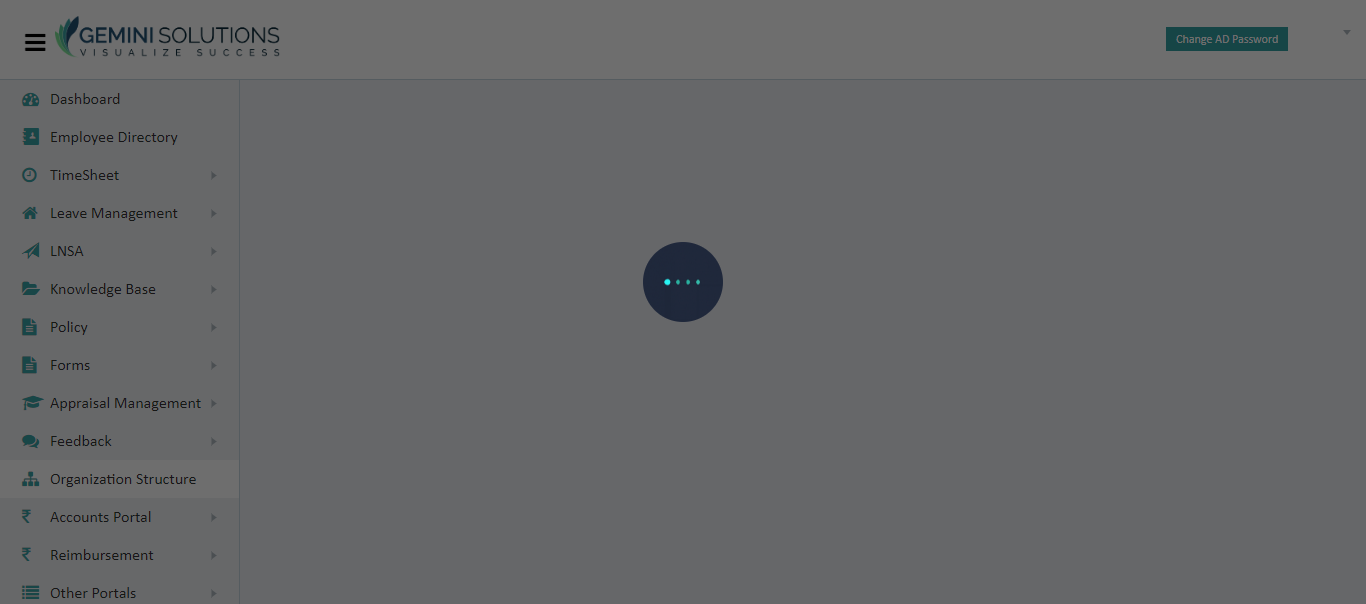 GEMINI SOLUTIONS
VISUALIZE SUCCESS
Change AD Password
Dashboard
Employee Directory
TimeSheet
Leave Management
LNSA
Knowledge Base
Policy
Forms
Appraisal Management
Feedback
Organization Structure
Accounts Portal
Reimbursement
Other Portals